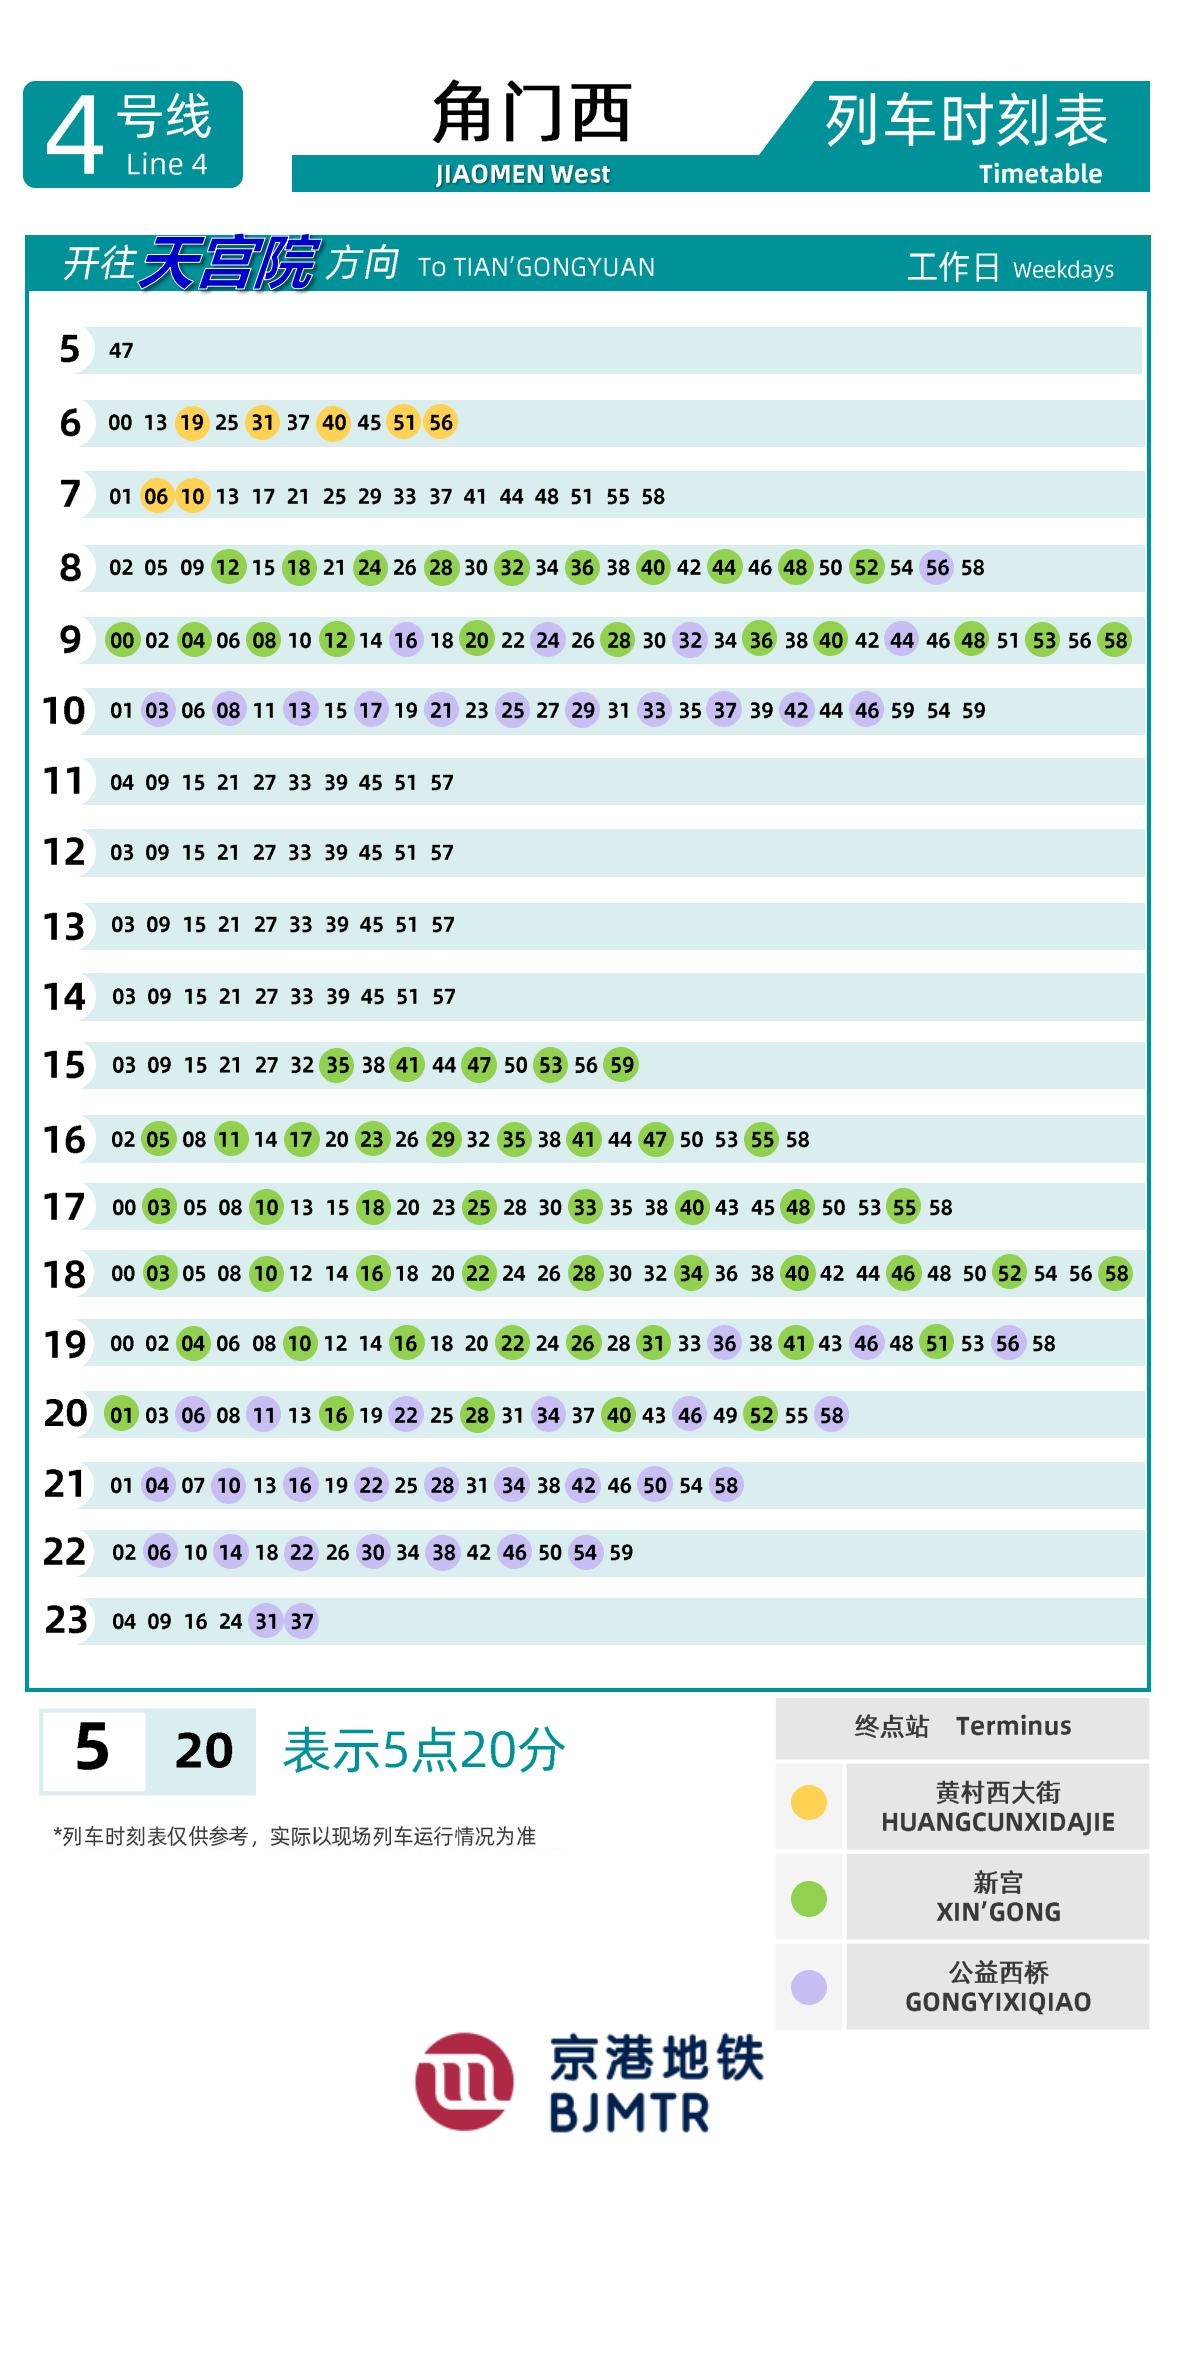 4 号线
Line 4
角门西
JIAOMEN West
列车时刻表
Timetable
开往天宫院方向 To TIAN’GONGYUAN 工作日 Weekdays
5 47
6 00 13 19 25 31 37 40 45 51 56
7 01 06 10 13 17 21 25 29 33 37 41 44 48 51 55 58
8 02 05 09 12 15 18 21 24 26 28 30 32 34 36 38 40 42 44 46 48 50 52 54 56 58
9 00 02 04 06 08 10 12 14 16 18 20 22 24 26 28 30 32 34 36 38 40 42 44 46 48 51 53 56 58
10 01 03 06 08 11 13 15 17 19 21 23 25 27 29 31 33 35 37 39 42 44 46 59 54 59
11 04 09 15 21 27 33 39 45 51 57
12 03 09 15 21 27 33 39 45 51 57
13 03 09 15 21 27 33 39 45 51 57
14 03 09 15 21 27 33 39 45 51 57
15 03 09 15 21 27 32 35 38 41 44 47 50 53 56 59
16 02 05 08 11 14 17 20 23 26 29 32 35 38 41 44 47 50 53 55 58
17 00 03 05 08 10 13 15 18 20 23 25 28 30 33 35 38 40 43 45 48 50 53 55 58
18 00 03 05 08 10 12 14 16 18 20 22 24 26 28 30 32 34 36 38 40 42 44 46 48 50 52 54 56 58
19 00 02 04 06 08 10 12 14 16 18 20 22 24 26 28 31 33 36 38 41 43 46 48 51 53 56 58
20 01 03 06 08 11 13 16 19 22 25 28 31 34 37 40 43 46 49 52 55 58
21 01 04 07 10 13 16 19 22 25 28 31 34 38 42 46 50 54 58
22 02 06 10 14 18 22 26 30 34 38 42 46 50 54 59
23 04 09 16 24 31 37
5 20 表示5点20分
*列车时刻表仅供参考，实际以现场列车运行情况为准
终点站 Terminus
黄村西大街
HUANGCUNXIDAJIE
新宫
XIN’GONG
公益西桥
GONGYIXIQIAO
京港地铁
BJMTR